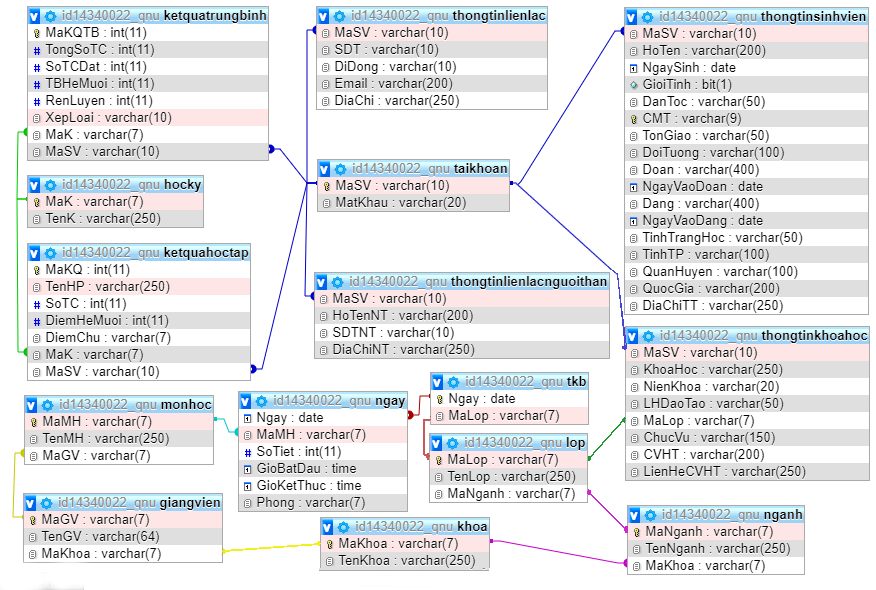 id14340022_qnu ketquatrungbinh
MaKQTB : int(11)
TongSoTC : int(11)
SoTCDat : int(11)
TBHeMuoi : int(11)
RenLuyen : int(11)
XepLoai : varchar(10)
MaK : varchar(7)
MaSV : varchar(10)
id14340022_qnu hocky
MaK : varchar(7)
TenK : varchar(250)
id14340022_qnu ketquahoctap
MaKQ : int(11)
TenHP : varchar(250)
SoTC : int(11)
DiemHeMuoi : int(11)
DiemChu : varchar(7)
MaK : varchar(7)
MaSV : varchar(10)
id14340022_qnu thongtinlienlac
MaSV : varchar(10)
SDT : varchar(10)
DiDong : varchar(10)
Email : varchar(200)
DiaChi : varchar(250)
id14340022_qnu taikhoan
MaSV : varchar(10)
MatKhau : varchar(20)
id14340022_qnu thongtinlienlacnguoithan
MaSV : varchar(10)
HoTenNT : varchar(200)
SDTNT : varchar(10)
DiaChiNT : varchar(250)
id14340022_qnu thongtinsinhvien
MaSV : varchar(10)
HoTen : varchar(200)
NgaySinh : date
GioiTinh : bit(1)
DanToc : varchar(50)
CMT : varchar(9)
TonGiao : varchar(50)
DoiTuong : varchar(100)
Doan : varchar(400)
NgayVaoDoan : date
Dang : varchar(400)
NgayVaoDang : date
TinhTrangHoc : varchar(50)
TinhTP : varchar(100)
QuanHuyen : varchar(100)
QuocGia : varchar(200)
DiaChiTT : varchar(250)
id14340022_qnu thongtinkhoahoc
MaSV : varchar(10)
KhoaHoc : varchar(250)
NienKhoa : varchar(20)
LHDaoTao : varchar(50)
MaLop : varchar(7)
ChucVu : varchar(150)
CVHT : varchar(200)
LienHeCVHT : varchar(250)
id14340022_qnu monhoc
MaMH : varchar(7)
TenMH : varchar(250)
MaGV : varchar(7)
id14340022_qnu ngay
Ngay : date
MaMH : varchar(7)
SoTiet : int(11)
GioBatDau : time
GioKetThuc : time
Phong : varchar(7)
id14340022_qnu tkb
Ngay : date
MaLop : varchar(7)
id14340022_qnu lop
MaLop : varchar(7)
TenLop : varchar(250)
MaNganh : varchar(7)
id14340022_qnu giangvien
MaGV : varchar(7)
TenGV : varchar(64)
MaKhoa : varchar(7)
id14340022_qnu khoa
MaKhoa : varchar(7)
TenKhoa : varchar(250)
id14340022_qnu nganh
MaNganh : varchar(7)
TenNganh : varchar(250)
MaKhoa : varchar(7)